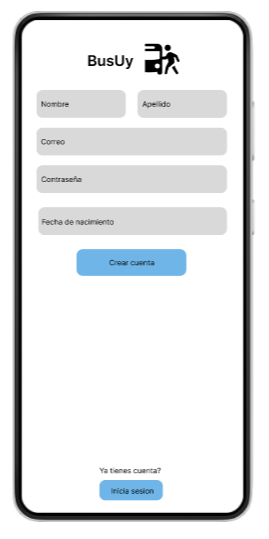 BusUy
Nombre Apellido
Correo
Contraseña
Fecha de nacimiento
Crear cuenta
Ya tienes cuenta?
Inicia sesion